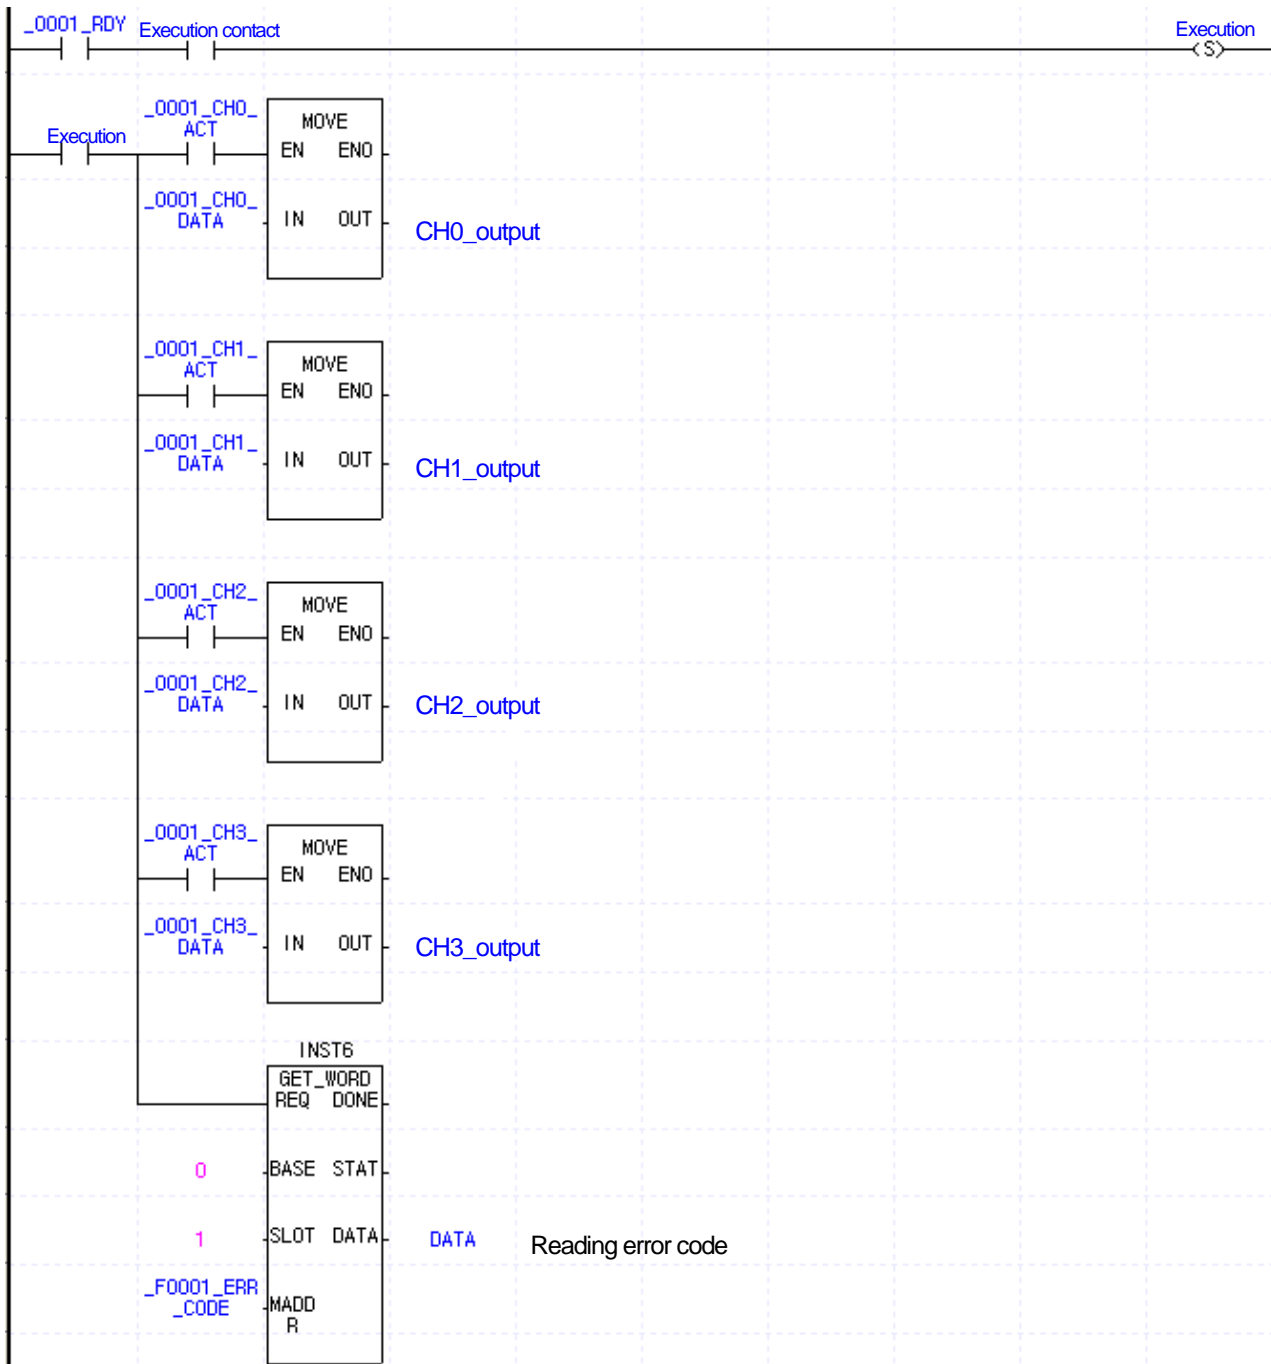 _0001_RDY Execution contact Execution
(S)
_0001_CH0_
ACT
MOVE
Execution
EN ENO
_0001_CH0_
DATA
IN OUT
CH0_output
_0001_CH1_
ACT
MOVE
EN ENO
_0001_CH1_
DATA
IN OUT
CH1_output
_0001_CH2_
ACT
MOVE
EN ENO
_0001_CH2_
DATA
IN OUT
CH2_output
_0001_CH3_
ACT
MOVE
EN ENO
_0001_CH3_
DATA
IN OUT
CH3_output
INST6
GET_WORD
REQ DONE
0 BASE STAT
1 SLOT DATA DATA Reading error code
_F0001_ERR
_CODE
MADD
R